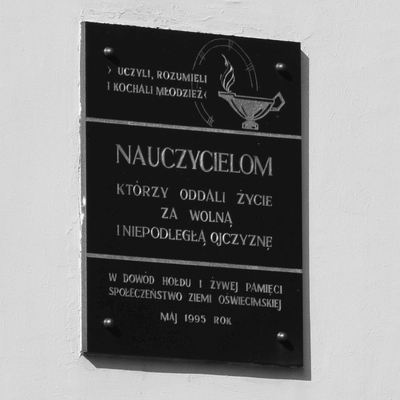 › UCZYLI, ROZUMIELI
I KOCHALI MŁODZIEŻ ‹
NAUCZYCIELOM
KTÓRZY ODDALI ŻYCIE
ZA WOLNĄ
I NIEPODLEGŁĄ OJCZYZNĘ
W DOWÓD HOŁDU I ŻYWEJ PAMIĘCI
SPOŁECZEŃSTWO ZIEMI OŚWIECIMSKIEJ
MAJ 1995 ROK